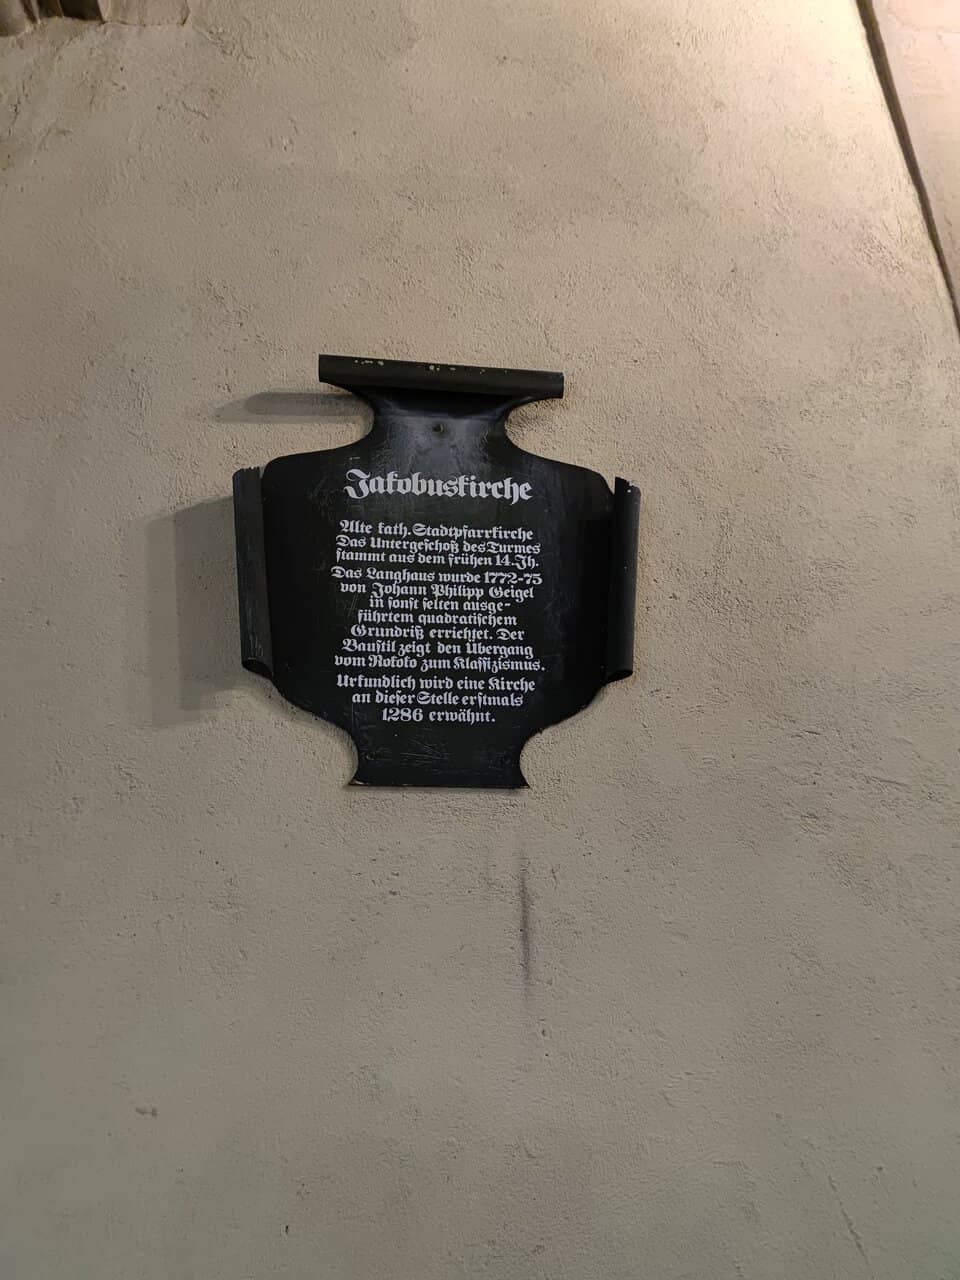 Jakobuskirche
Alte kath. Stadtpfarrkirche
Das Untergeschoß des Turmes
stammt aus dem frühen 14. Jh.
Das Langhaus wurde 1772-75
von Johann Philipp Geigel
in sonst selten ausge-
führtem quadratischem
Grundriß errichtet. Der
Baustil zeigt den Übergang
vom Rokoko zum Klassizismus.
Urkundlich wird eine Kirche
an dieser Stelle erstmals
1286 erwähnt.